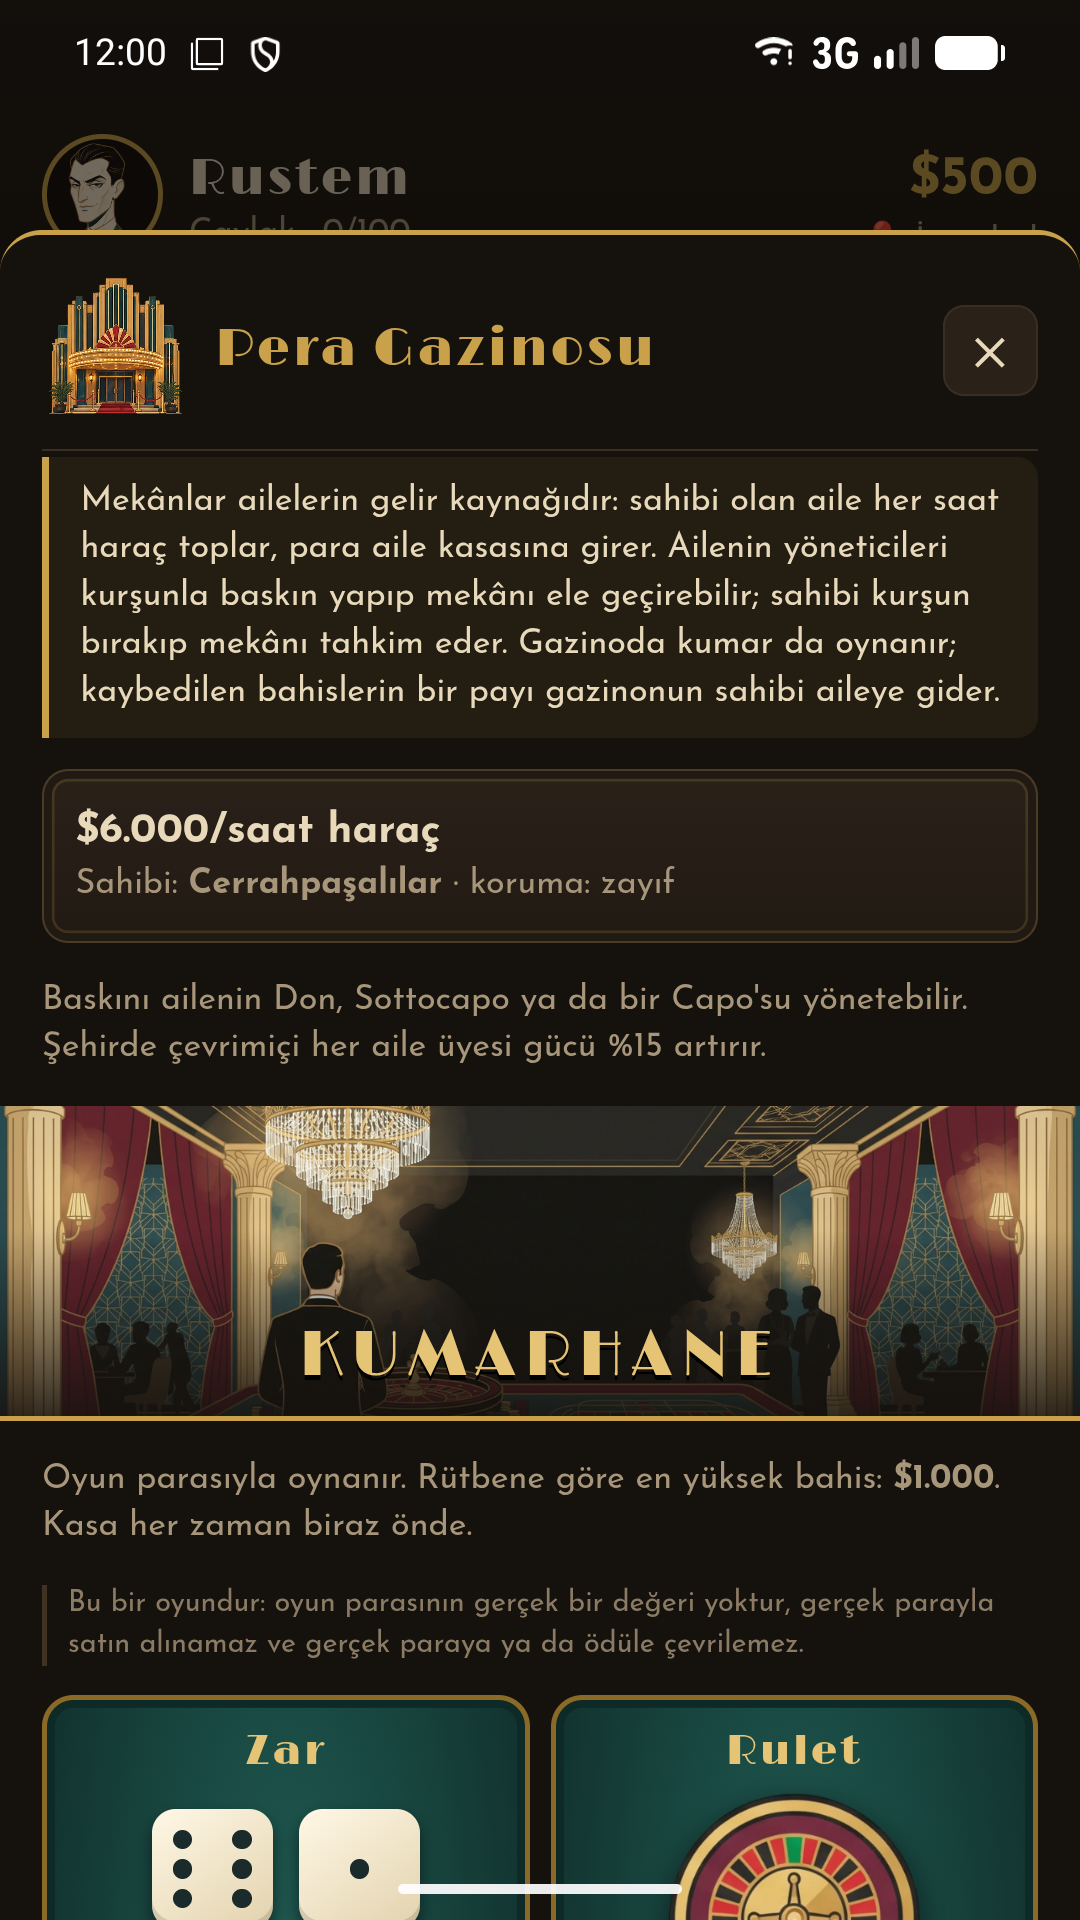 12:00
3G
Rustem
$500
0/100
Pera Gazinosu
Mekânlar ailelerin gelir kaynağıdır: sahibi olan aile her saat
haraç toplar, para aile kasasına girer. Ailenin yöneticileri
kurşunla baskın yapıp mekânı ele geçirebilir; sahibi kurşun
bırakıp mekânı tahkim eder. Gazinoda kumar da oynanır;
kaybedilen bahislerin bir payı gazinonun sahibi aileye gider.
$6.000/saat haraç
Sahibi: Cerrahpaşalılar · koruma: zayıf
Baskını ailenin Don, Sottocapo ya da bir Capo'su yönetebilir.
Şehirde çevrimiçi her aile üyesi gücü %15 artırır.
KUMARHANE
Oyun parasıyla oynanır. Rütbene göre en yüksek bahis: $1.000.
Kasa her zaman biraz önde.
Bu bir oyundur: oyun parasının gerçek bir değeri yoktur, gerçek parayla
satın alınamaz ve gerçek paraya ya da ödüle çevrilemez.
Zar
Rulet